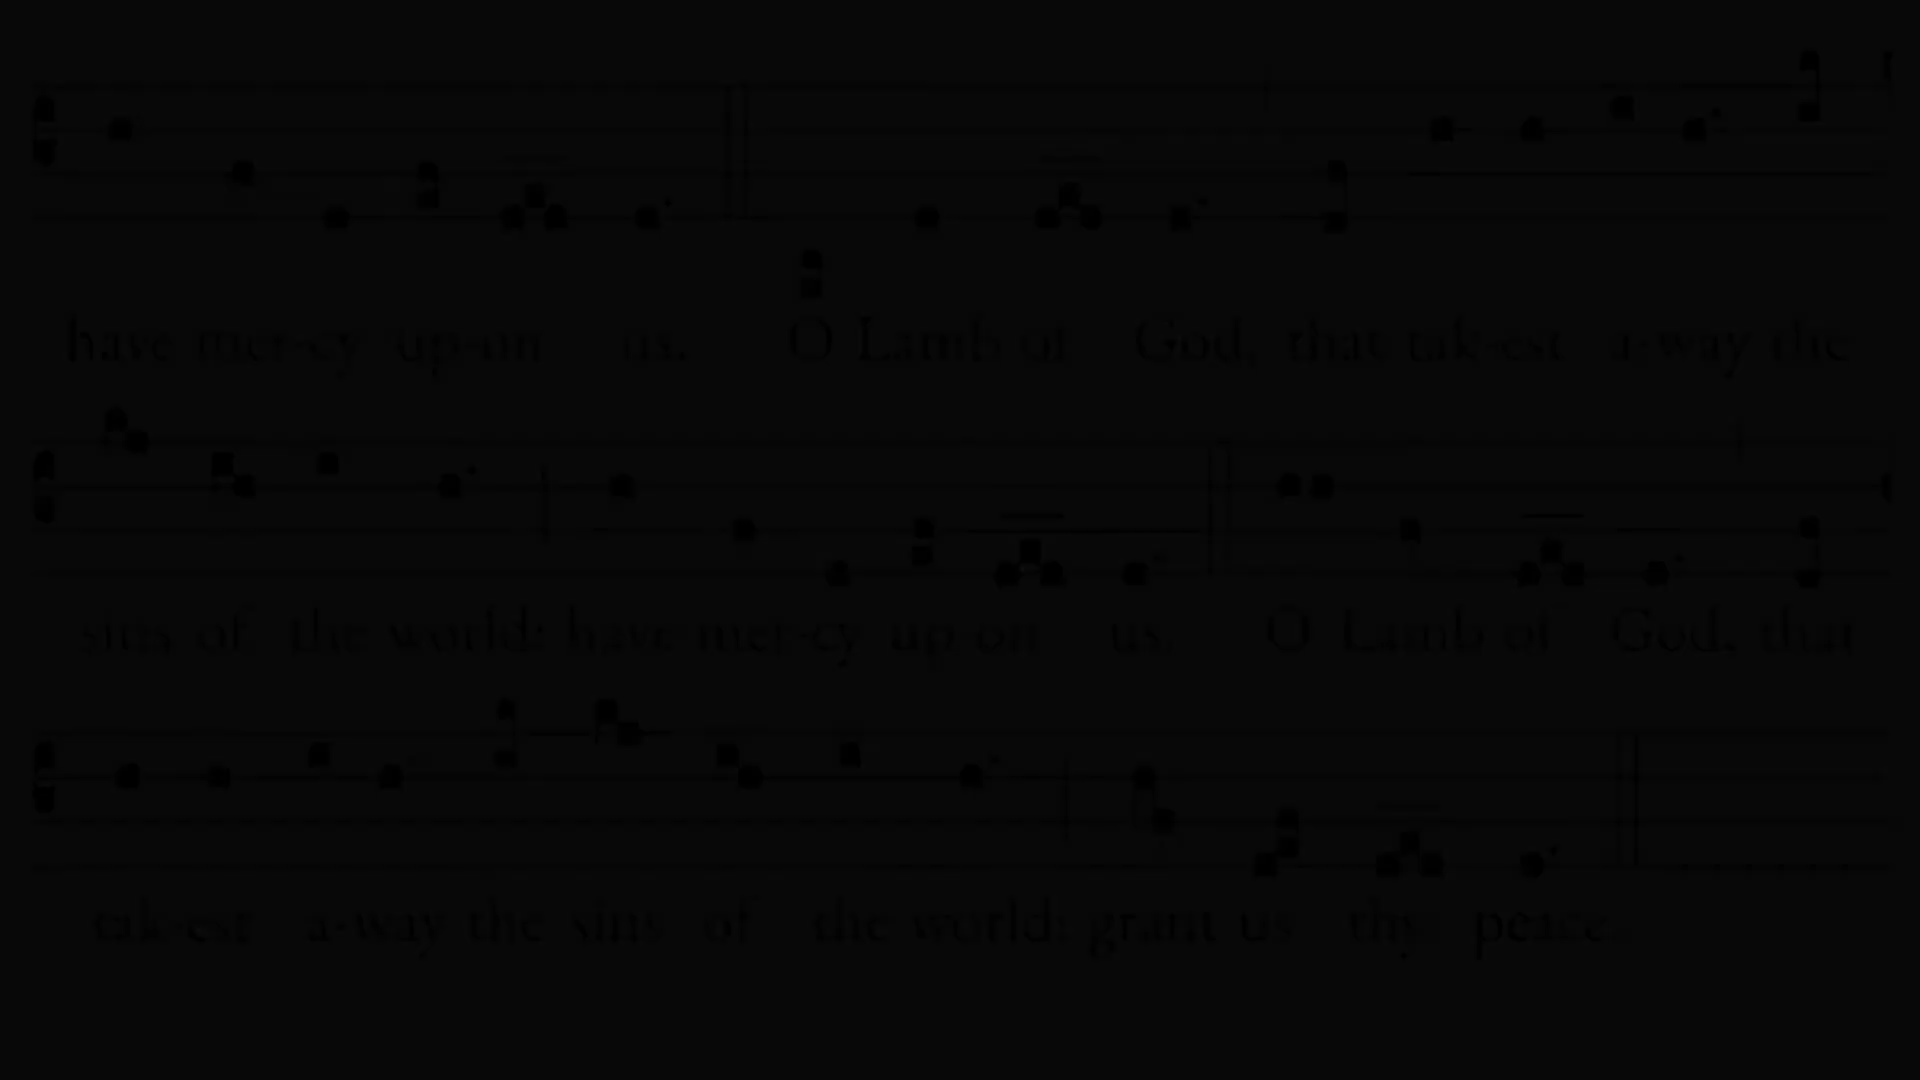 have mer-cy up-on us. O Lamb of God, that tak-est a-way the
sins of the world: have mer-cy up-on us. O Lamb of God, that
tak-est a-way the sins of the world: grant us thy peace.